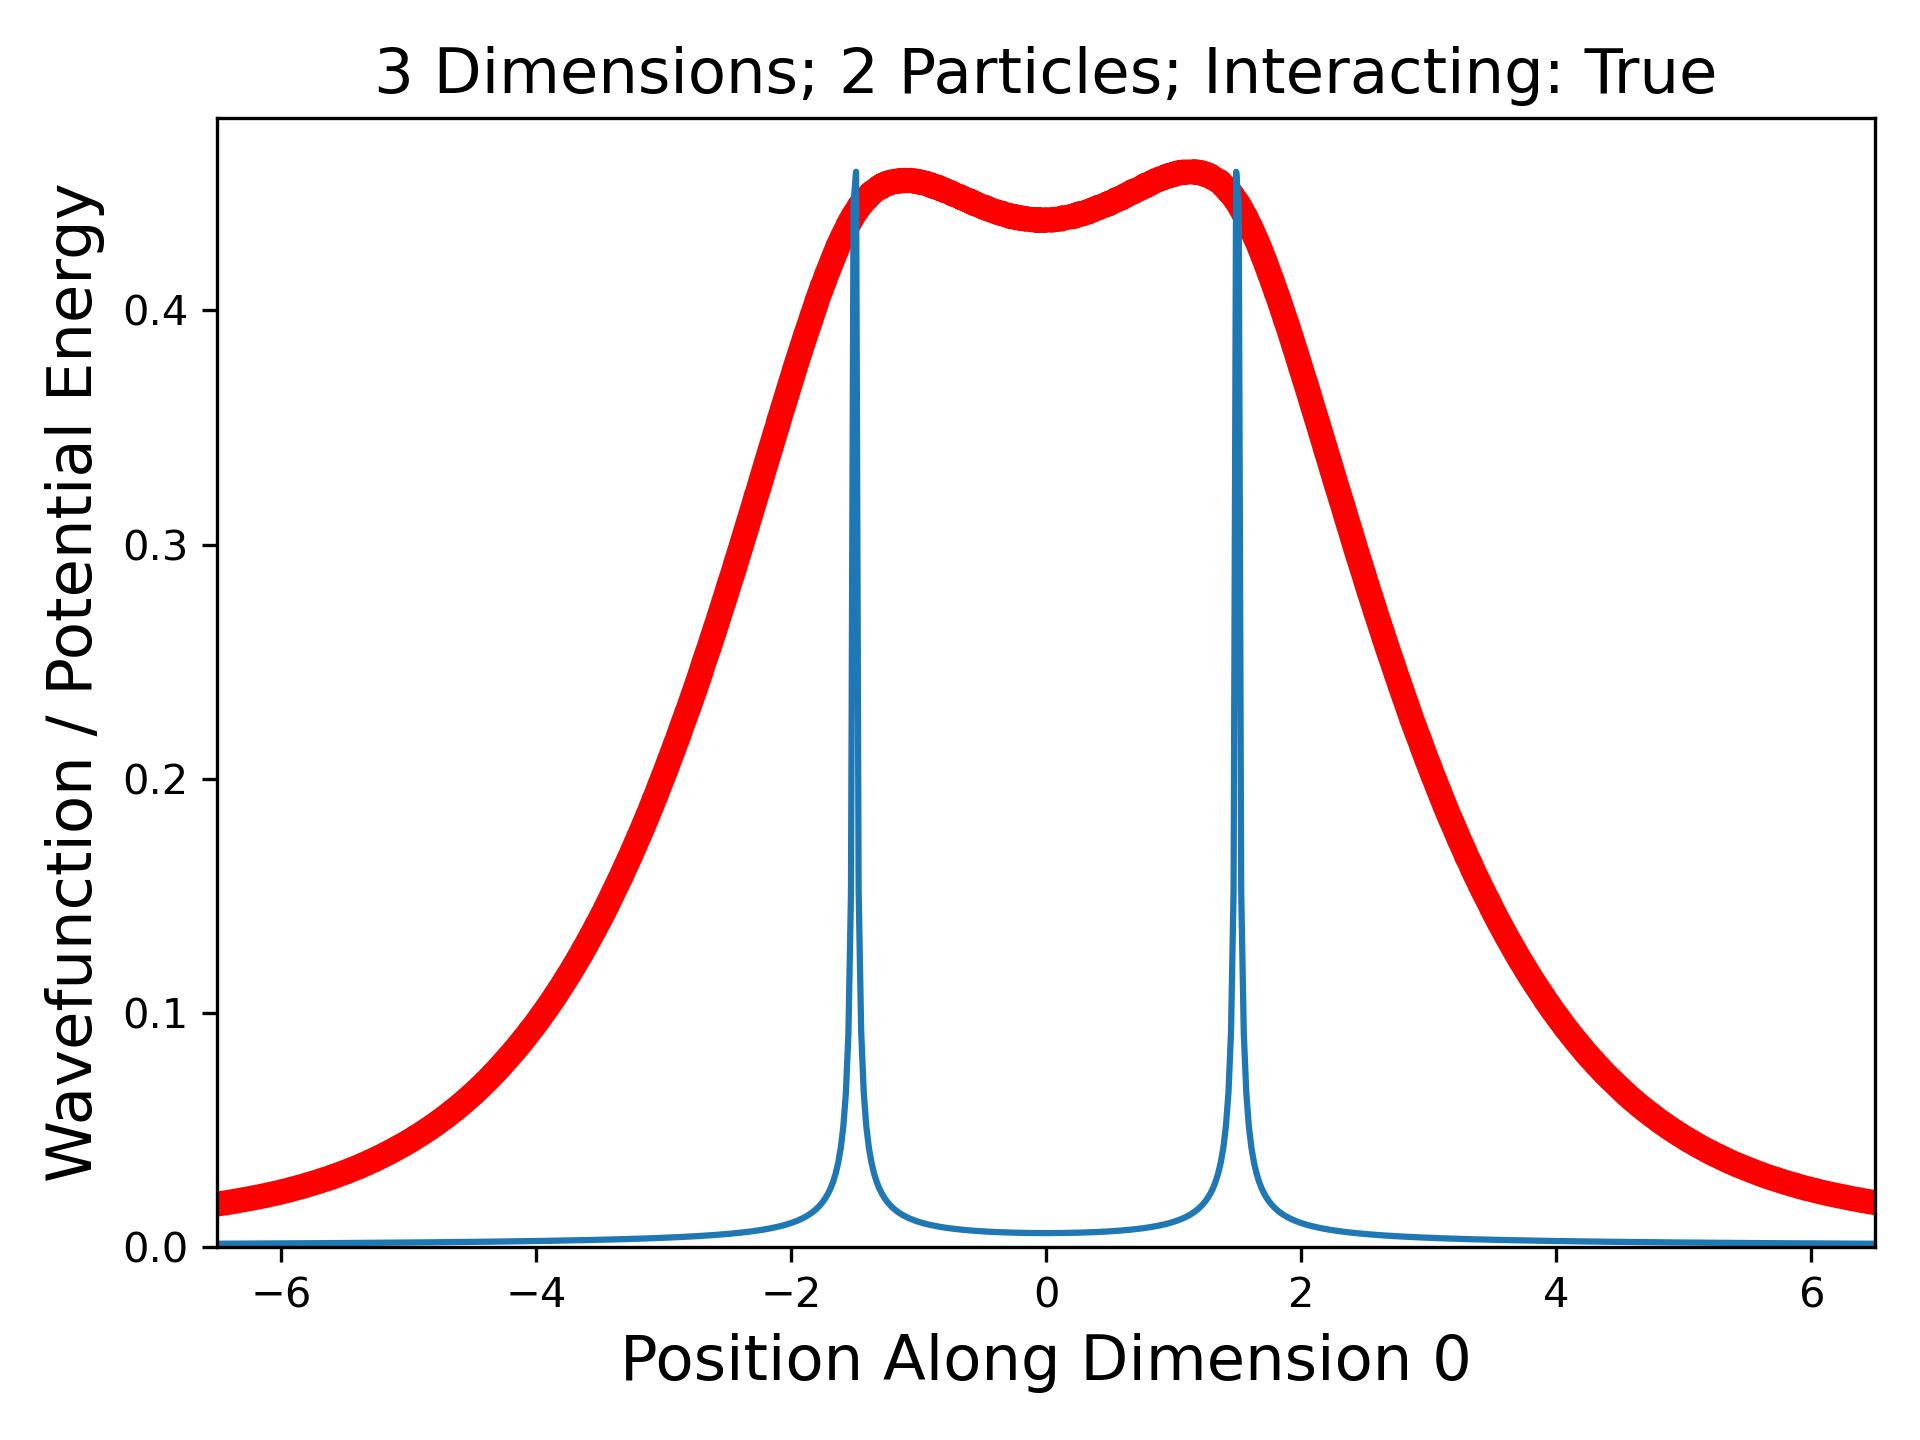 3 Dimensions; 2 Particles; Interacting: True
Wavefunction / Potential Energy
0.4
0.3
0.2
0.1
0.0
−6 −4 −2 0 2 4 6
Position Along Dimension 0